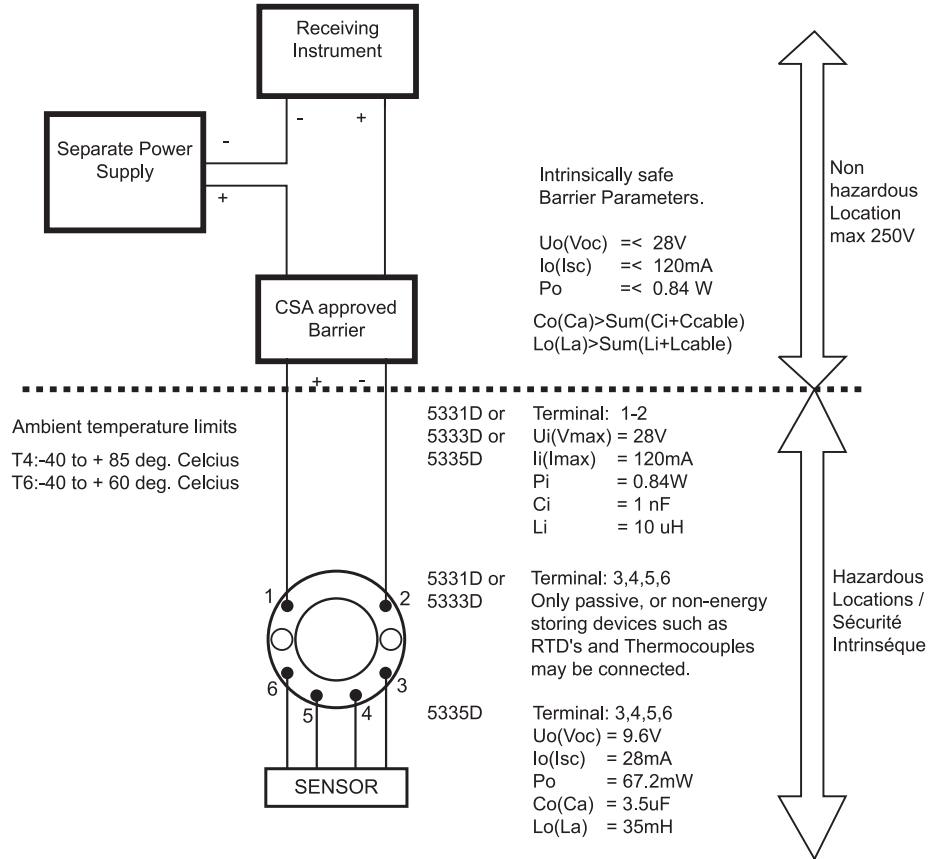 Receiving
Instrument
-
+
Separate Power
Supply
-
+
CSA approved
Barrier
+
-
Intrinsically safe
Barrier Parameters.
Uo(Voc) =< 28V
Io(Isc) =< 120mA
Po =< 0.84 W
Co(Ca)>Sum(Ci+Ccable)
Lo(La)>Sum(Li+Lcable)
Non
hazardous
Location
max 250V
Ambient temperature limits
T4:-40 to + 85 deg. Celcius
T6:-40 to + 60 deg. Celcius
5331D or Terminal: 1-2
5333D or Ui(Vmax) = 28V
5335D Ii(Imax) = 120mA
Pi = 0.84W
Ci = 1 nF
Li = 10 uH
5331D or Terminal: 3,4,5,6
5333D Only passive, or non-energy
storing devices such as
RTD's and Thermocouples
may be connected.
5335D Terminal: 3,4,5,6
Uo(Voc) = 9.6V
Io(Isc) = 28mA
Po = 67.2mW
Co(Ca) = 3.5uF
Lo(La) = 35mH
Hazardous
Locations /
Sécurité
Intrinséque
1
2
6
3
5
4
SENSOR